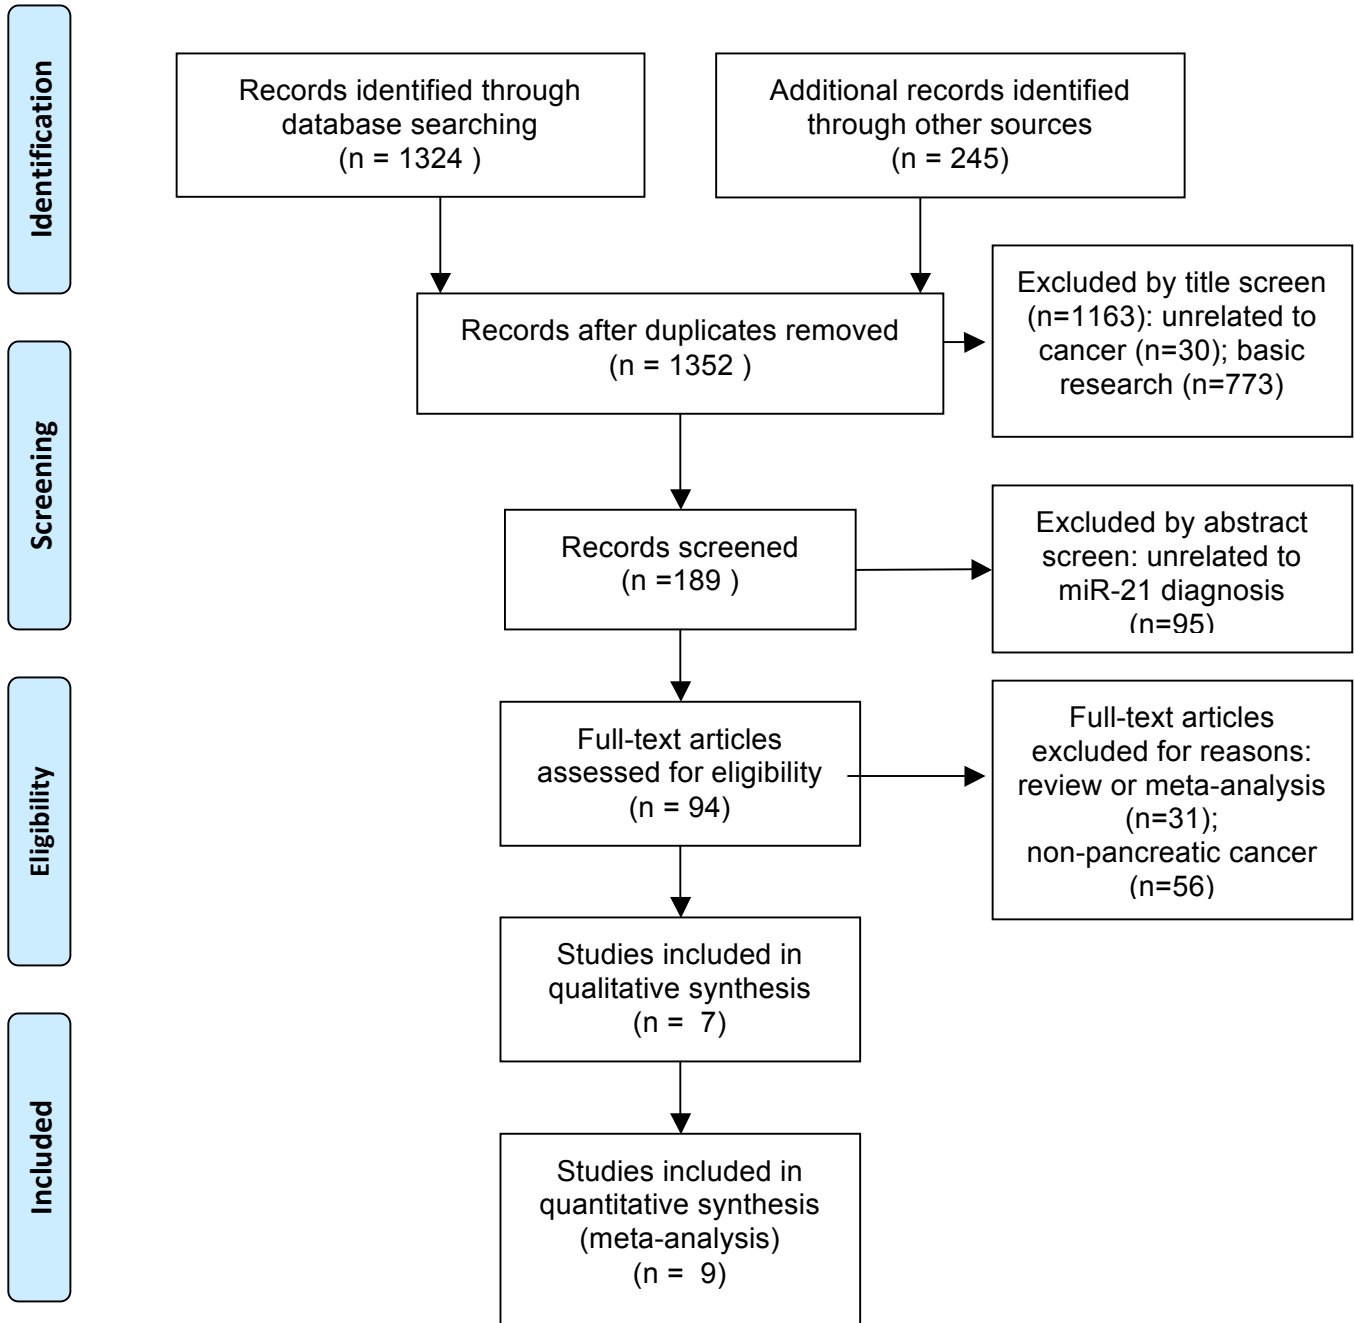 Identification
Records identified through
database searching
(n = 1324 )
Additional records identified
through other sources
(n = 245)
Records after duplicates removed
(n = 1352 )
Excluded by title screen
(n=1163): unrelated to
cancer (n=30); basic
research (n=773)
Screening
Records screened
(n =189 )
Excluded by abstract
screen: unrelated to
miR-21 diagnosis
(n=95)
Eligibility
Full-text articles
assessed for eligibility
(n = 94)
Full-text articles
excluded for reasons:
review or meta-analysis
(n=31);
non-pancreatic cancer
(n=56)
Studies included in
qualitative synthesis
(n = 7)
Included
Studies included in
quantitative synthesis
(meta-analysis)
(n = 9)